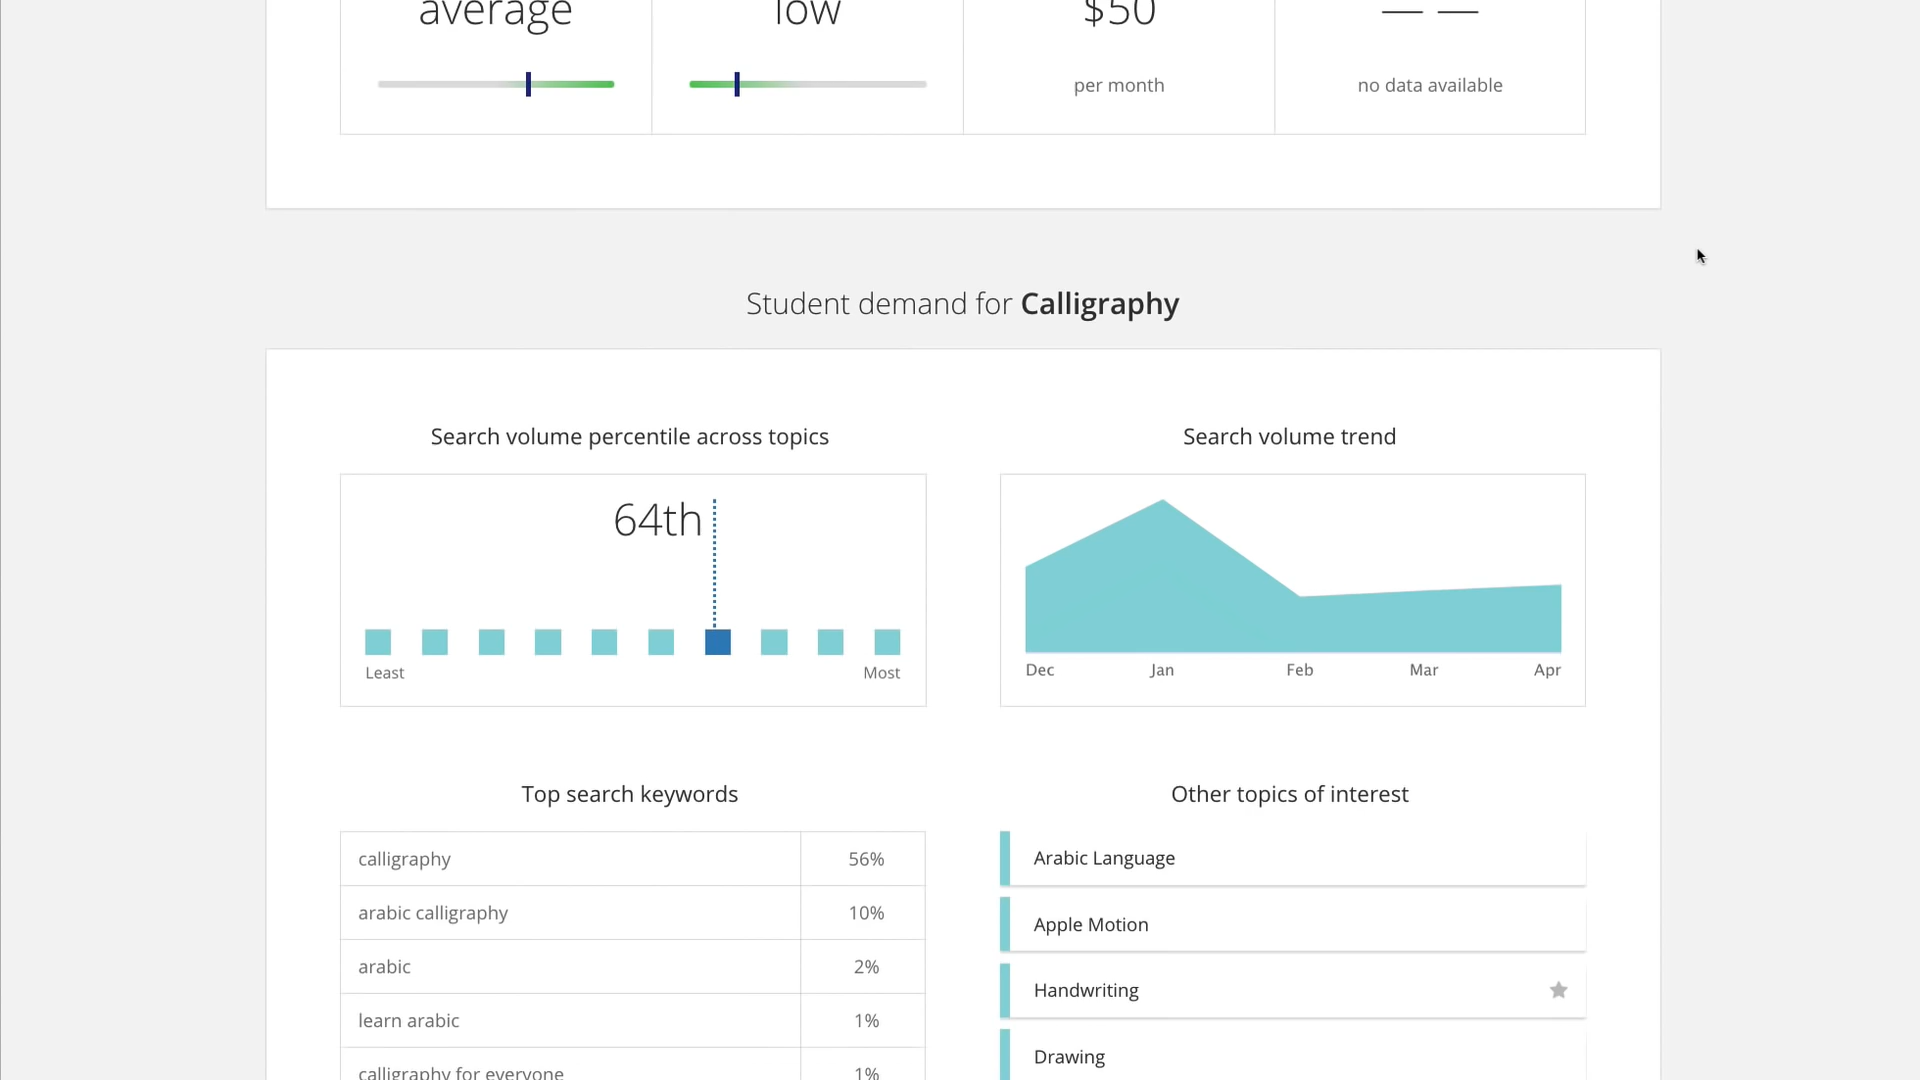 average
low
$50
— —
per month
no data available
Student demand for Calligraphy
Search volume percentile across topics
Search volume trend
64th
Least
Most
Dec
Jan
Feb
Mar
Apr
Top search keywords
calligraphy 56%
arabic calligraphy 10%
arabic 2%
learn arabic 1%
calligraphy for everyone 1%
Other topics of interest
Arabic Language
Apple Motion
Handwriting
Drawing